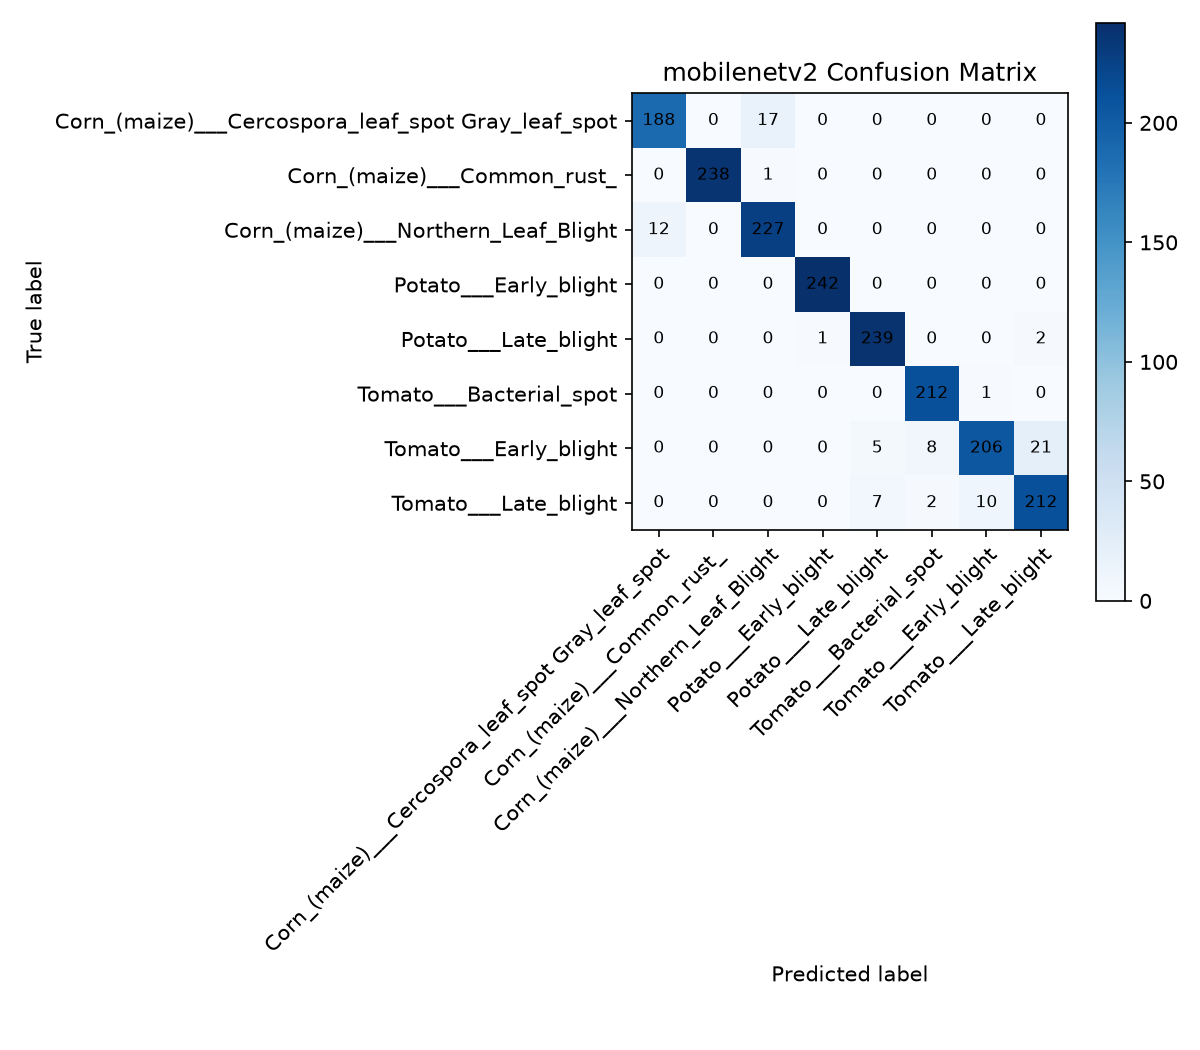 mobilenetv2 Confusion Matrix
True label
Corn_(maize)___Cercospora_leaf_spot Gray_leaf_spot 188 0 17 0 0 0 0 0
Corn_(maize)___Common_rust_ 0 238 1 0 0 0 0 0
Corn_(maize)___Northern_Leaf_Blight 12 0 227 0 0 0 0 0
Potato___Early_blight 0 0 0 242 0 0 0 0
Potato___Late_blight 0 0 0 1 239 0 0 2
Tomato___Bacterial_spot 0 0 0 0 0 212 1 0
Tomato___Early_blight 0 0 0 0 5 8 206 21
Tomato___Late_blight 0 0 0 0 7 2 10 212
Corn_(maize)___Cercospora_leaf_spot Gray_leaf_spot
Corn_(maize)___Common_rust_
Corn_(maize)___Northern_Leaf_Blight
Potato___Early_blight
Potato___Late_blight
Tomato___Bacterial_spot
Tomato___Early_blight
Tomato___Late_blight
Predicted label
200
150
100
50
0